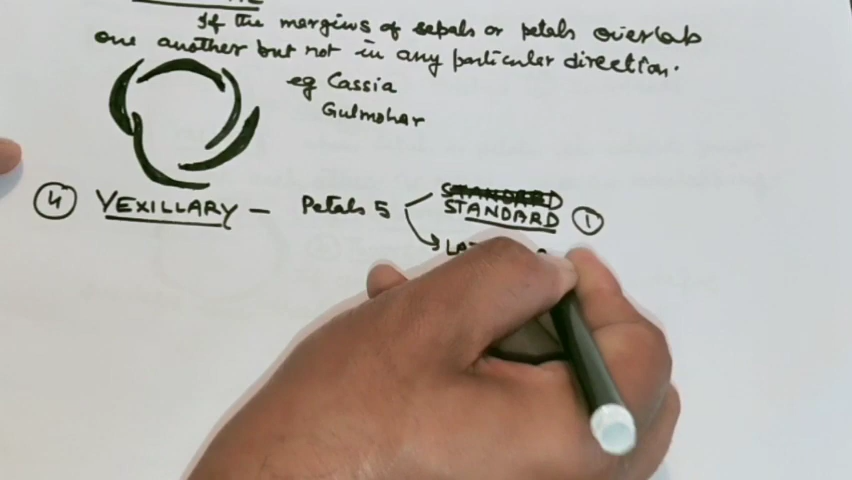 If the margins of sepals or petals overlab
one another but not in any particular direction.
eg Cassia
Gulmohar
④ VEXILLARY — Petals 5
STANDARD ①